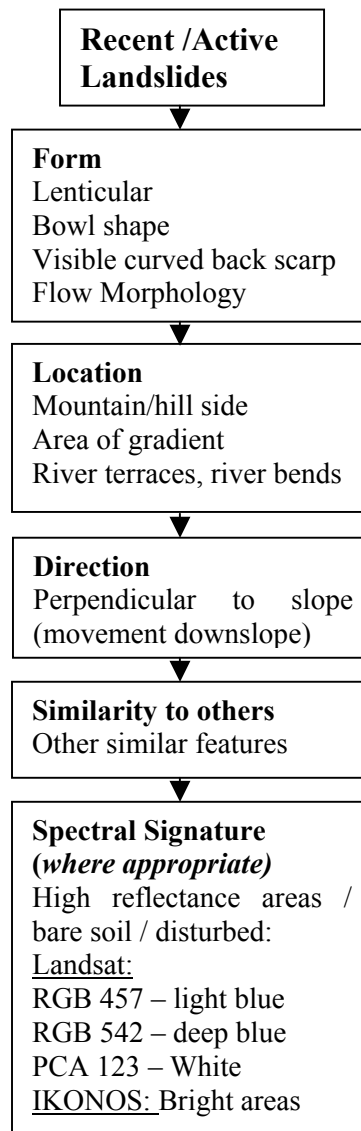 Recent /Active
Landslides
Form
Lenticular
Bowl shape
Visible curved back scarp
Flow Morphology
Location
Mountain/hill side
Area of gradient
River terraces, river bends
Direction
Perpendicular to slope
(movement downslope)
Similarity to others
Other similar features
Spectral Signature
(where appropriate)
High reflectance areas /
bare soil / disturbed:
Landsat:
RGB 457 – light blue
RGB 542 – deep blue
PCA 123 – White
IKONOS: Bright areas